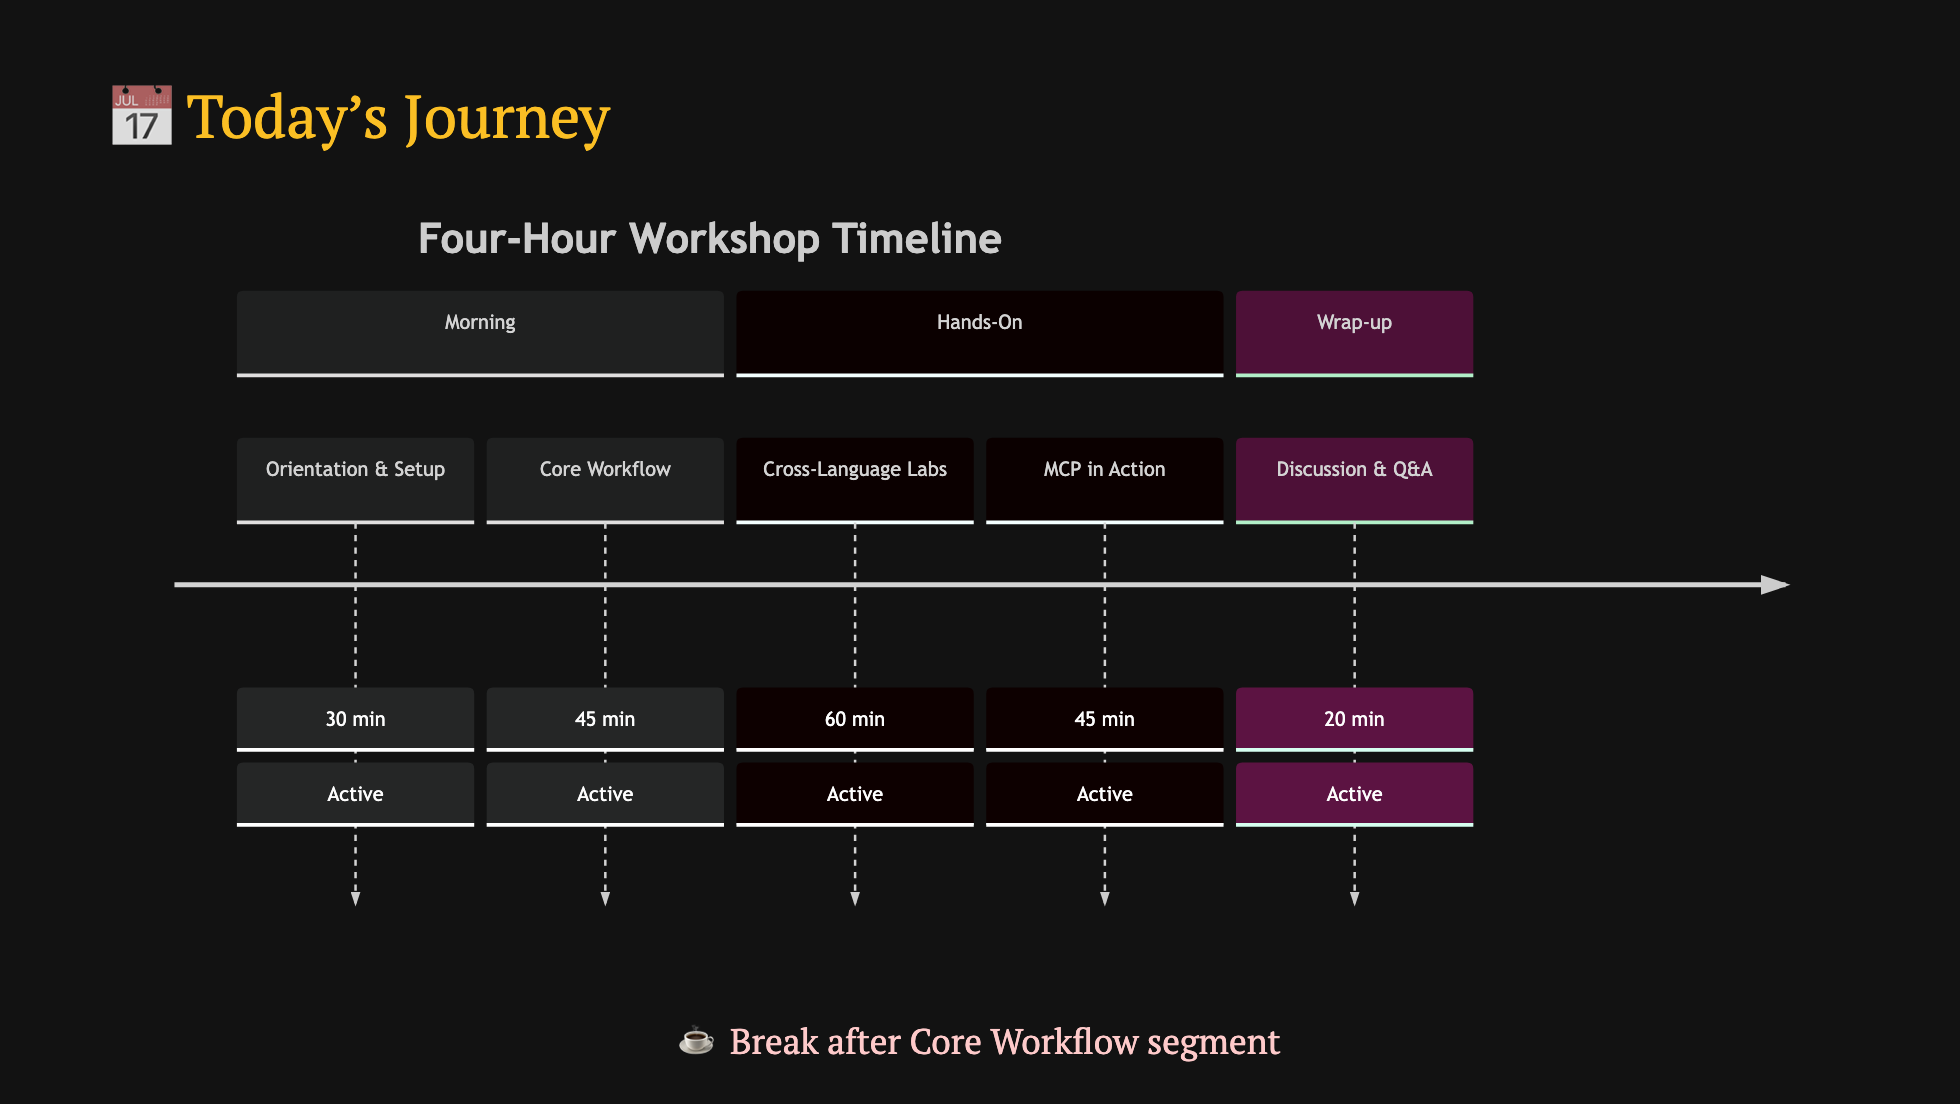 JUL
17
Today’s Journey
Four-Hour Workshop Timeline
Morning
Hands-On
Wrap-up
Orientation & Setup
Core Workflow
Cross-Language Labs
MCP in Action
Discussion & Q&A
30 min
45 min
60 min
45 min
20 min
Active
Active
Active
Active
Active
Break after Core Workflow segment